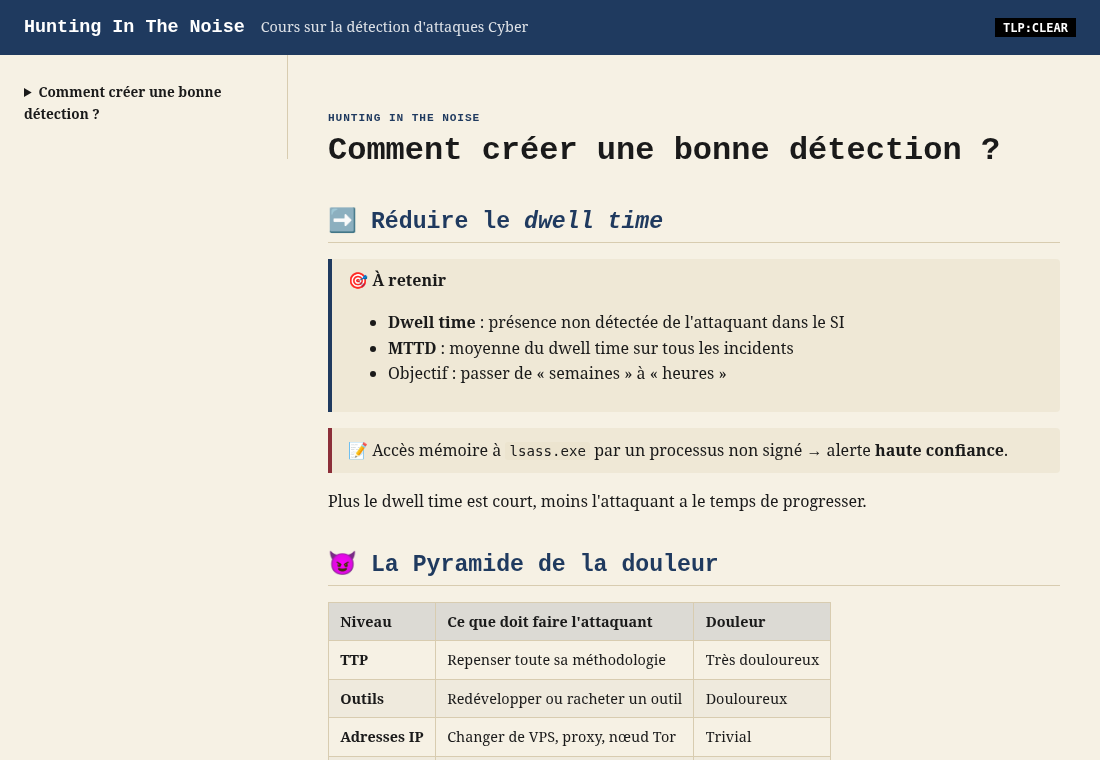 Hunting In The Noise Cours sur la détection d'attaques Cyber TLP:CLEAR
▶ Comment créer une bonne
détection ?
HUNTING IN THE NOISE
Comment créer une bonne détection ?
➡️ Réduire le dwell time
🎯 À retenir
• Dwell time : présence non détectée de l'attaquant dans le SI
• MTTD : moyenne du dwell time sur tous les incidents
• Objectif : passer de « semaines » à « heures »
📝 Accès mémoire à lsass.exe par un processus non signé → alerte haute confiance.
Plus le dwell time est court, moins l'attaquant a le temps de progresser.
😈 La Pyramide de la douleur
Niveau Ce que doit faire l'attaquant Douleur
TTP Repenser toute sa méthodologie Très douloureux
Outils Redévelopper ou racheter un outil Douloureux
Adresses IP Changer de VPS, proxy, nœud Tor Trivial